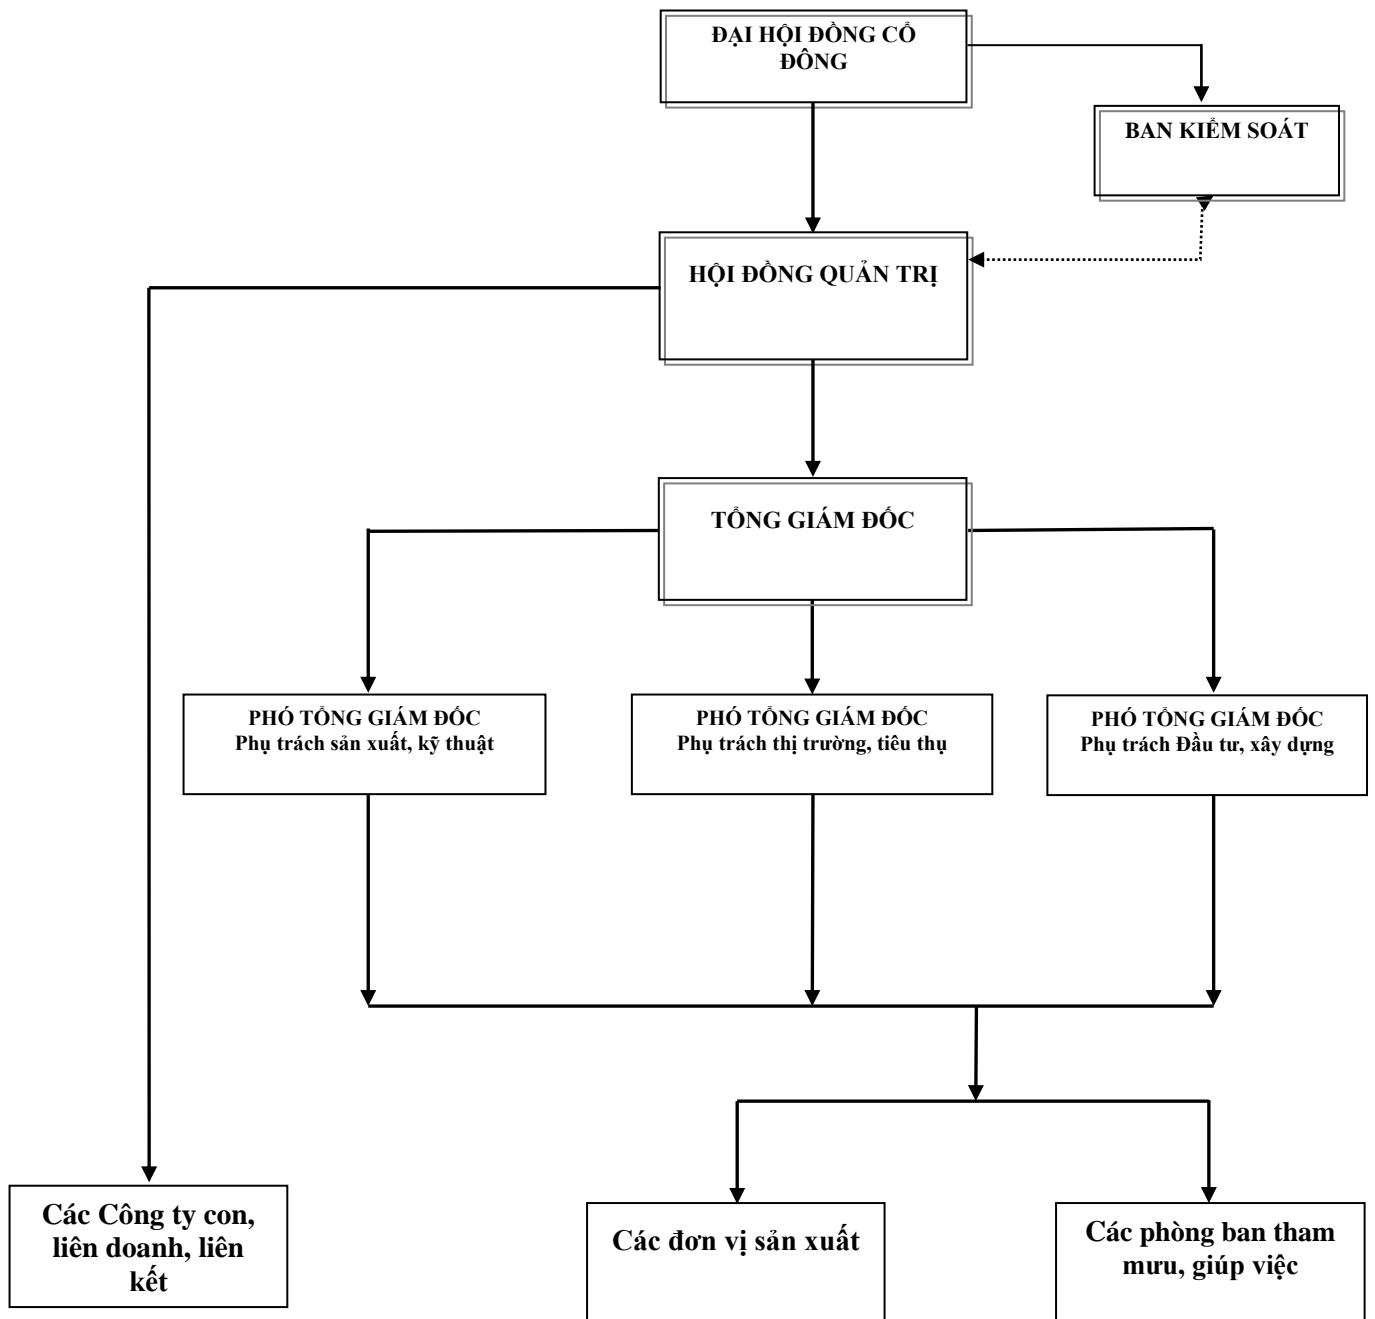 ĐẠI HỘI ĐỒNG CỔ
ĐÔNG
BAN KIỂM SOÁT
HỘI ĐỒNG QUẢN TRỊ
TỔNG GIÁM ĐỐC
PHÓ TỔNG GIÁM ĐỐC
Phụ trách sản xuất, kỹ thuật
PHÓ TỔNG GIÁM ĐỐC
Phụ trách thị trường, tiêu thụ
PHÓ TỔNG GIÁM ĐỐC
Phụ trách Đầu tư, xây dựng
Các Công ty con,
liên doanh, liên
kết
Các đơn vị sản xuất
Các phòng ban tham
mưu, giúp việc